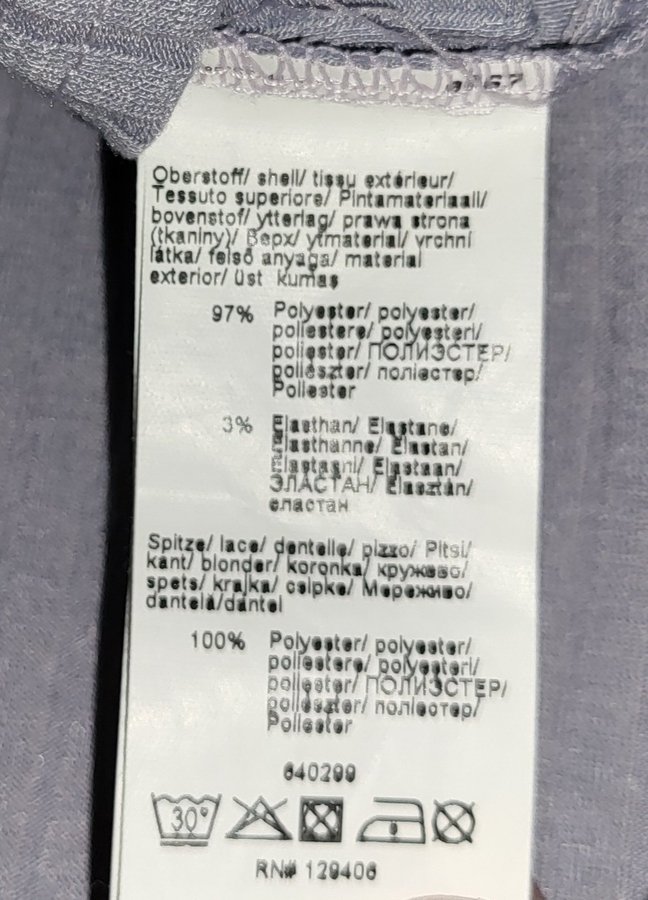 Oberstoff/ shell/ tissu extérieur/
Tessuto superiore/ Pintamateriaali/
bovenstof/ yttertag/ prawa strona
(tkaniny)/ Верх/ ytmaterial/ vrchní
látka/ felső anyaga/ material
exterior/ üst kumaş
97% Polyester/ polyester/
poliestere/ polyesteri/
poliester/ ПОЛИЭСТЕР/
poliészter/ поліестер/
Poliester
3% Elasthan/ Elastane/
Elasthanne/ Elastan/
Elastaani/ Elastaan/
ЭЛАСТАН/ Elasztán/
еластан
Spitze/ lace/ dentelle/ pizzo/ Pitsi/
kant/ blonder/ koronka/ кружево/
spets/ krajka/ csipke/ Мереживо/
dantelă/dantel
100% Polyester/ polyester/
poliestere/ polyesteri/
poliester/ ПОЛИЭСТЕР/
poliészter/ поліестер/
Poliester
640299
30°
RN# 129406